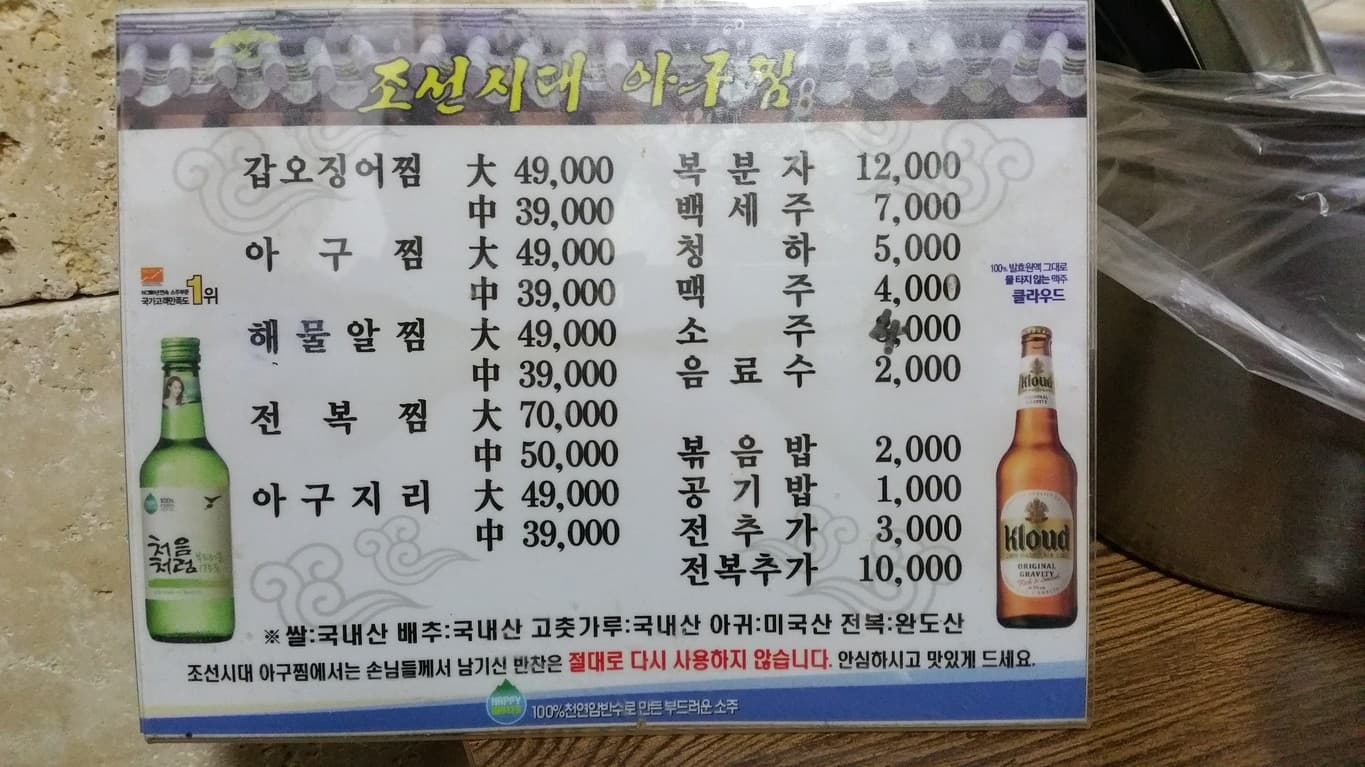 조선시대 아구찜
갑오징어찜 大 49,000
中 39,000
아 구 찜 大 49,000
中 39,000
해 물 알 찜 大 49,000
中 39,000
전 복 찜 大 70,000
中 50,000
아 구 지 리 大 49,000
中 39,000
복 분 자 12,000
백 세 주 7,000
청 하 5,000
맥 주 4,000
소 주 4,000
음 료 수 2,000
볶 음 밥 2,000
공 기 밥 1,000
전 추 가 3,000
전복추가 10,000
국가고객만족도 1위
처음
처럼
100% 발효원액 그대로
물 타지 않는 맥주
클라우드
Kloud
Kloud
ORIGINAL
GRAVITY
※ 쌀:국내산 배추:국내산 고춧가루:국내산 아귀:미국산 전복:완도산
조선시대 아구찜에서는 손님들께서 남기신 반찬은 절대로 다시 사용하지 않습니다. 안심하시고 맛있게 드세요.
HAPPY
100%천연암반수로 만든 부드러운 소주